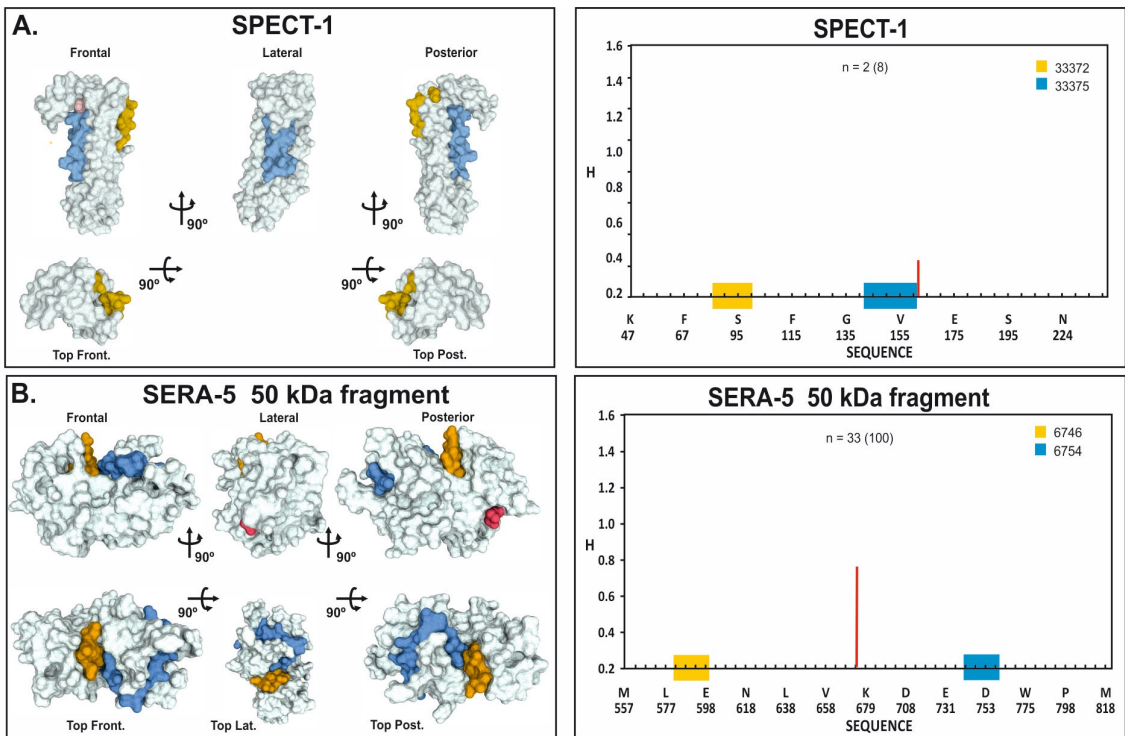 A.
SPECT-1
Frontal Lateral Posterior
90º 90º
90º 90º
Top Front. Top Post.
SPECT-1
1.6
n = 2 (8)
33372
33375
1.4
1.2
1.0
H
0.8
0.6
0.4
0.2
K F S F G V E S N
47 67 95 115 135 155 175 195 224
SEQUENCE
B.
SERA-5 50 kDa fragment
Frontal Lateral Posterior
90º 90º
90º 90º
Top Front. Top Lat. Top Post.
SERA-5 50 kDa fragment
1.6
n = 33 (100)
6746
6754
1.4
1.2
1.0
H
0.8
0.6
0.4
0.2
M L E N L V K D E D W P M
557 577 598 618 638 658 679 708 731 753 775 798 818
SEQUENCE